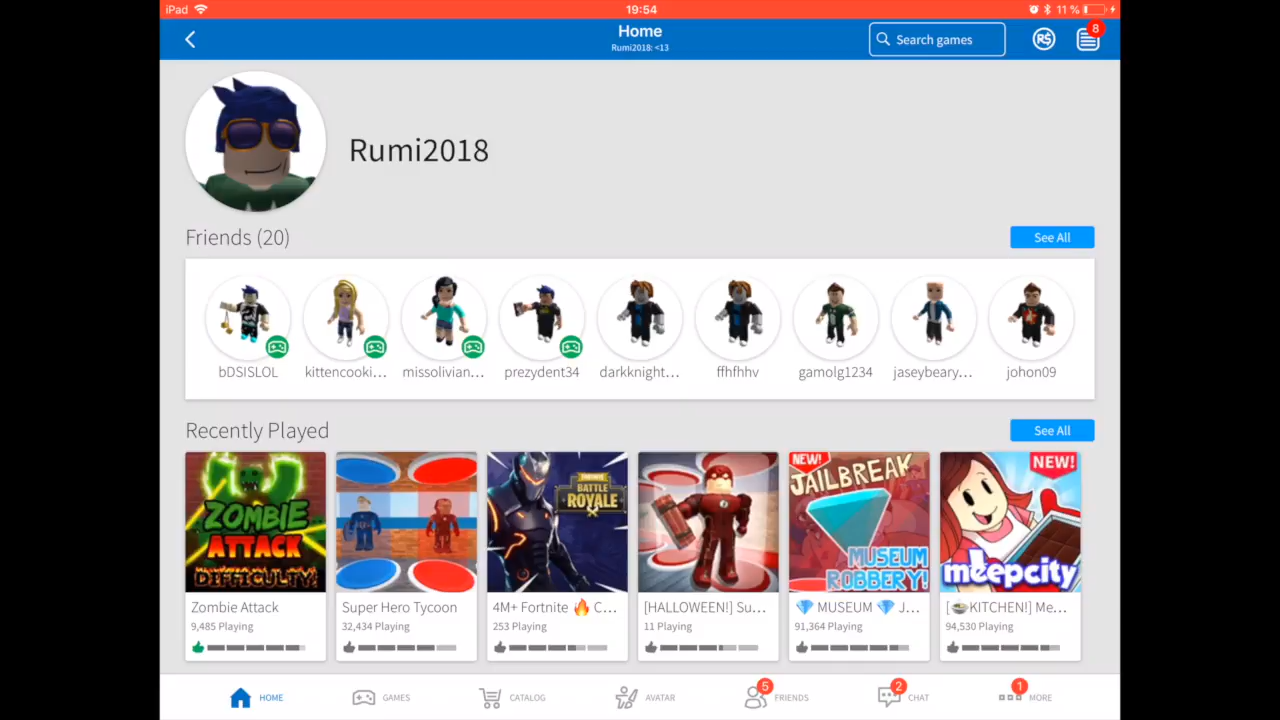 iPad 19:54 11 %
Home
Rumi2018: <13
Search games
R$
8
Rumi2018
Friends (20)
See All
bDSISLOL kittencooki... missolivian... prezydent34 darkknight... ffhfhhv gamolg1234 jaseybeary... johon09
Recently Played
See All
ZOMBIE
ATTACK
DIFFICULTY!
FORTNITE
BATTLE
ROYALE
NEW!
JAILBREAK
MUSEUM
ROBBERY!
NEW!
meepcity
Zombie Attack Super Hero Tycoon 4M+ Fortnite 🔥 C... [HALLOWEEN!] Su... 💎 MUSEUM 💎 J... [🍲KITCHEN!] Me...
9,485 Playing 32,434 Playing 253 Playing 11 Playing 91,364 Playing 94,530 Playing
HOME GAMES CATALOG AVATAR 5 FRIENDS 2 CHAT 1 MORE